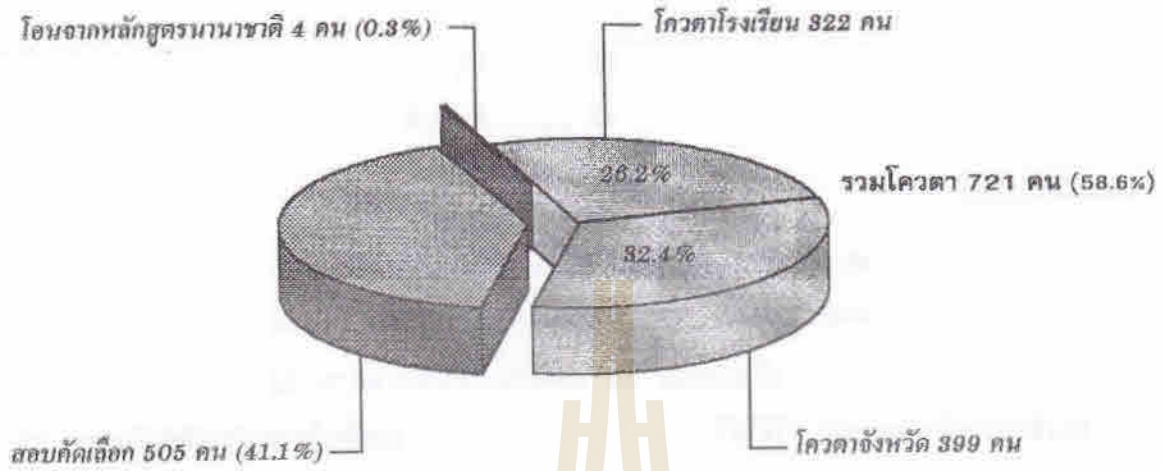 โอนจากหลักสูตรนานาชาติ 4 คน (0.3%)
โควตาโรงเรียน 322 คน
26.2%
รวมโควตา 721 คน (58.6%)
32.4%
สอบคัดเลือก 505 คน (41.1%)
โควตาจังหวัด 399 คน